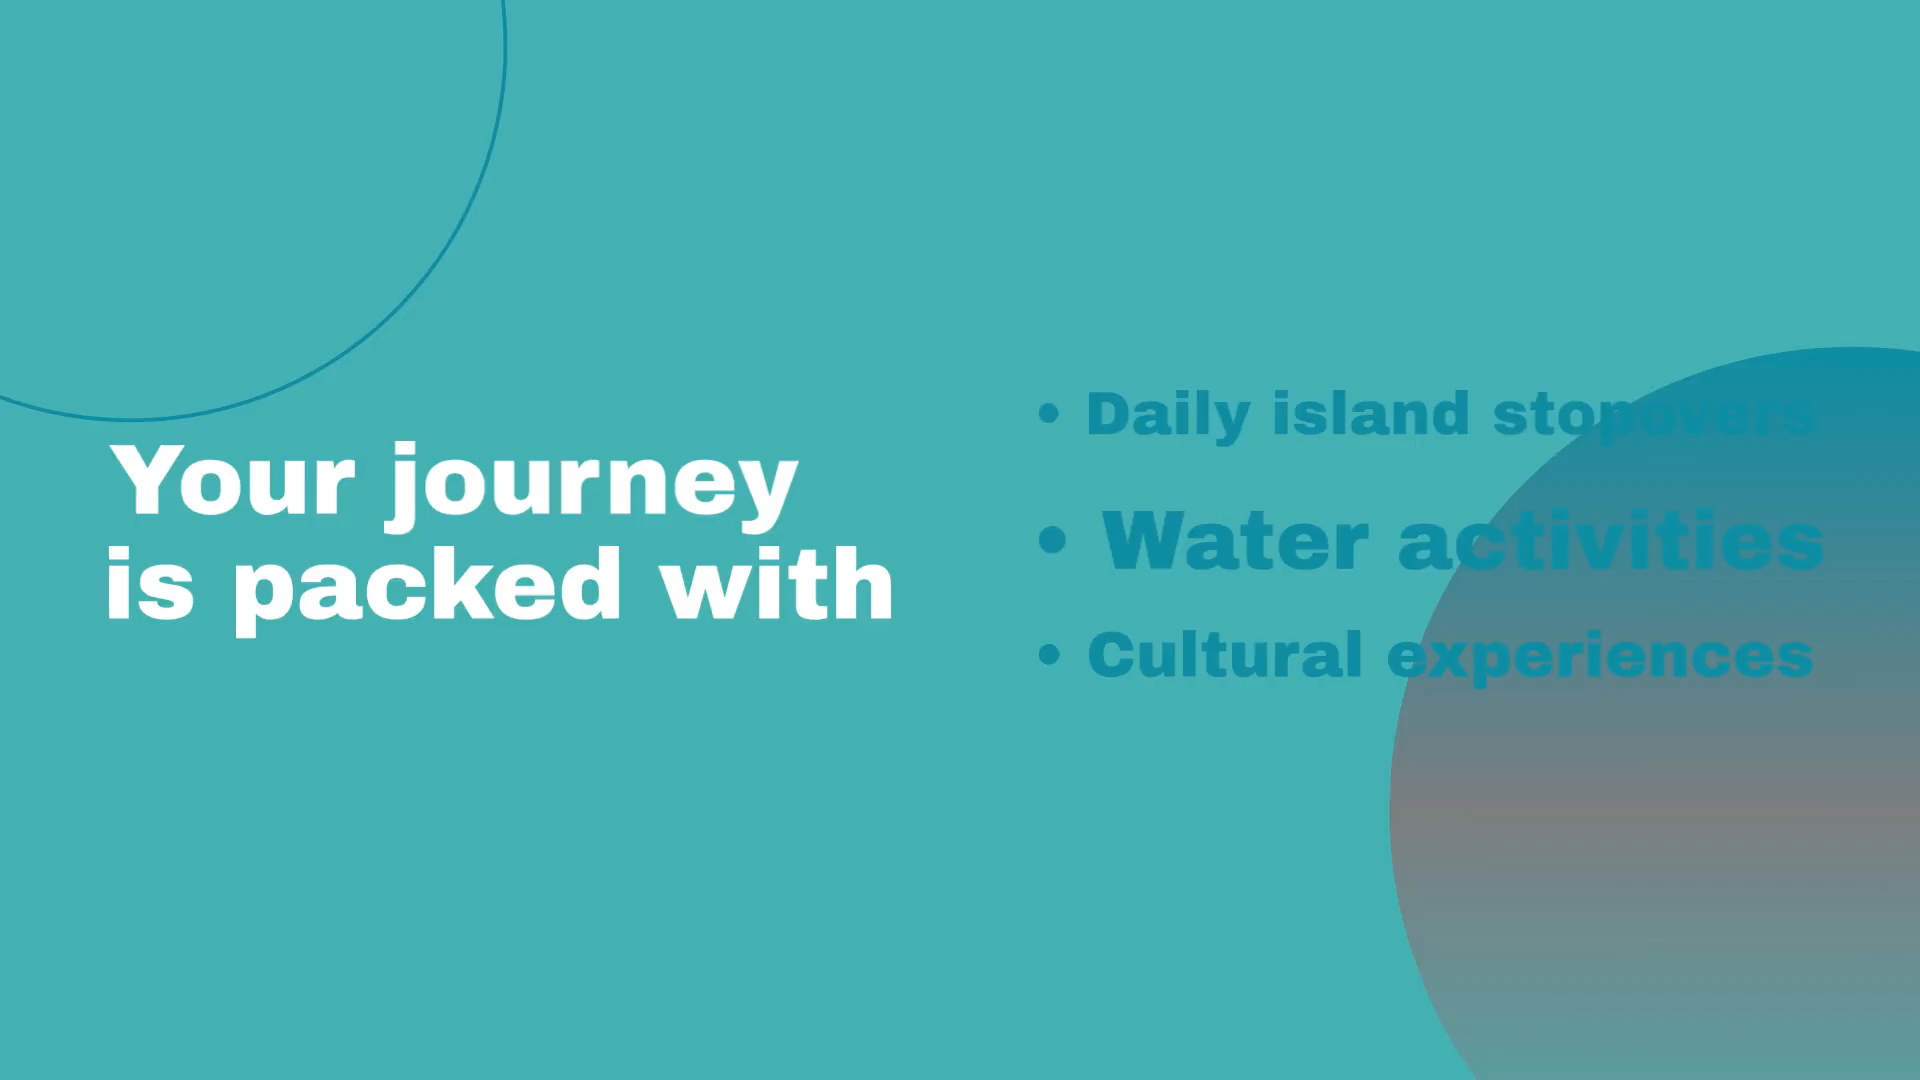 Your journey
is packed with
• Daily island stopovers
• Water activities
• Cultural experiences